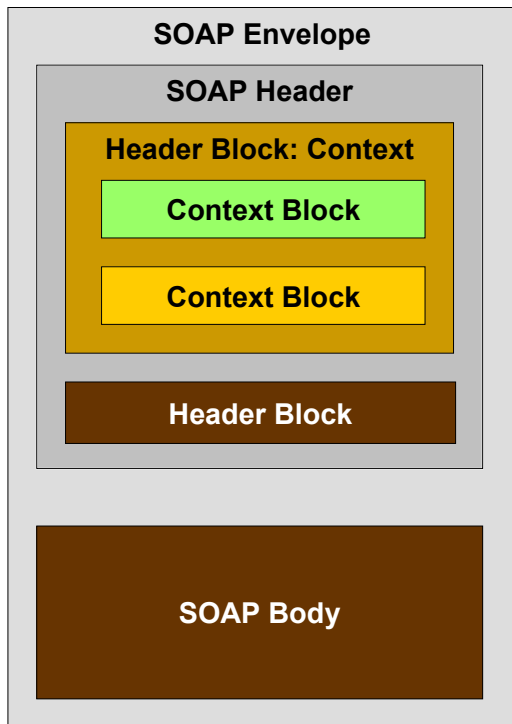 SOAP Envelope
SOAP Header
Header Block: Context
Context Block
Context Block
Header Block
SOAP Body